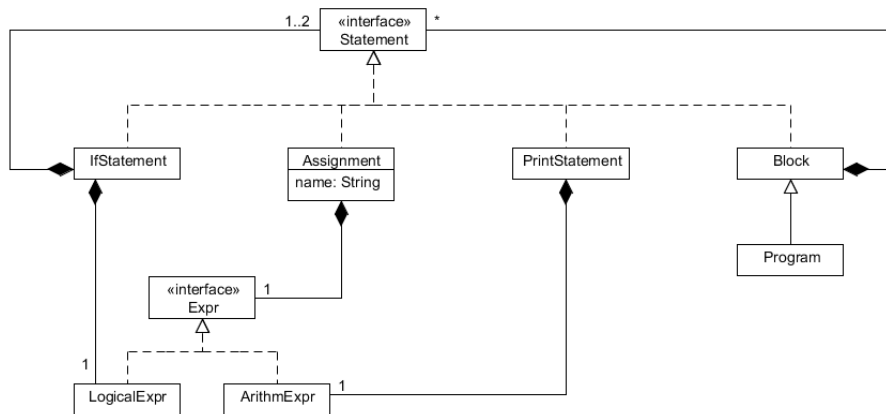 1..2
«interface»
Statement
*
IfStatement
Assignment
name: String
PrintStatement
Block
Program
«interface»
Expr
1
1
LogicalExpr
ArithmExpr
1